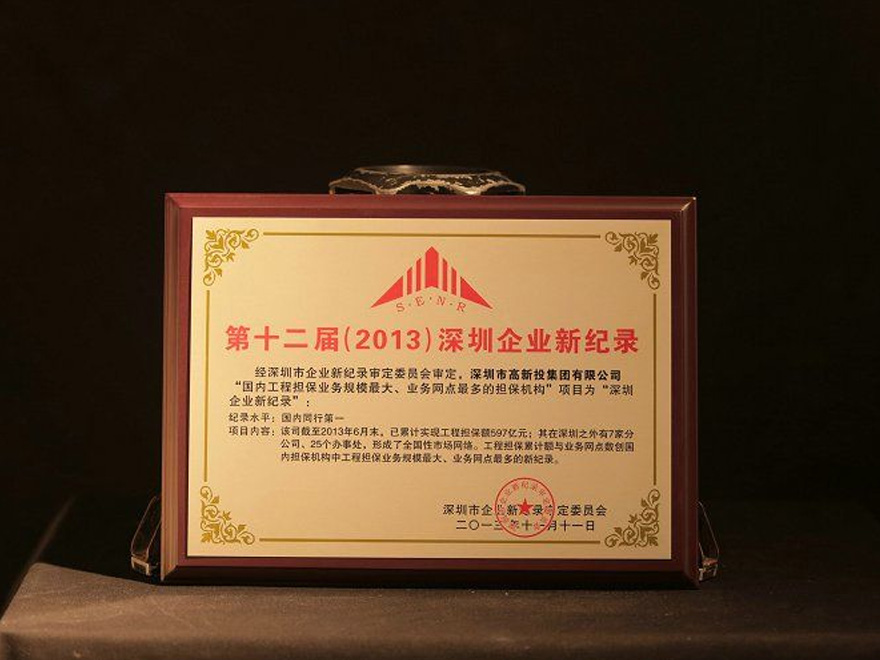 S·E·N·R
第十二届(2013)深圳企业新纪录
经深圳市企业新纪录审定委员会审定，深圳市高新投集团有限公司
“国内工程担保业务规模最大、业务网点最多的担保机构”项目为“深圳
企业新纪录”：
纪录水平：国内同行第一
项目内容：该司截至2013年6月末，已累计实现工程担保额597亿元；其在深圳之外有7家分
公司、25个办事处，形成了全国性市场网络。工程担保累计额与业务网点数创国
内担保机构中工程担保业务规模最大、业务网点最多的新纪录。
深圳市企业新纪录审定委员会
二〇一三年十一月十一日